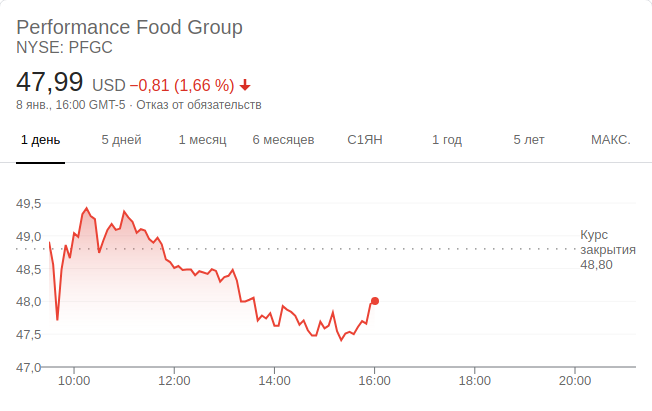 Performance Food Group
NYSE: PFGC
47,99 USD −0,81 (1,66 %)
8 янв., 16:00 GMT-5 · Отказ от обязательств
1 день 5 дней 1 месяц 6 месяцев С1ЯН 1 год 5 лет МАКС.
49,5
49,0
48,5
48,0
47,5
47,0
Курс
закрытия
48,80
10:00 12:00 14:00 16:00 18:00 20:00